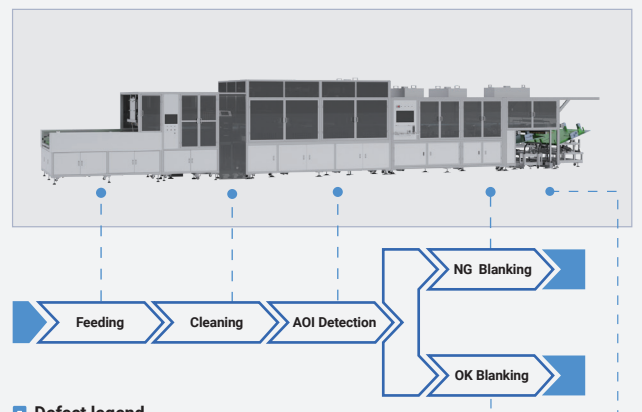 Feeding
Cleaning
AOI Detection
NG Blanking
OK Blanking
Defect legend